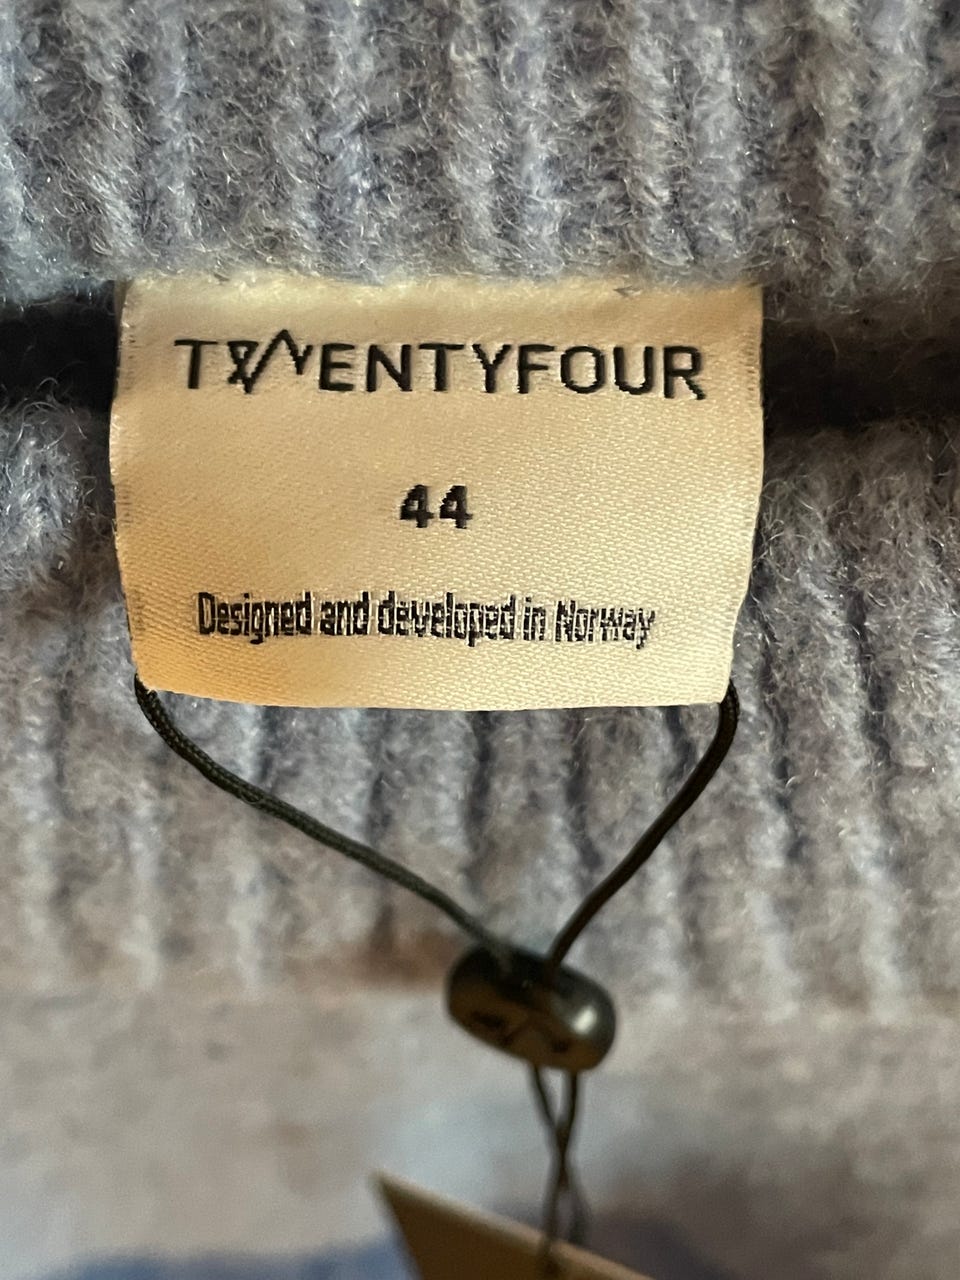 TWENTYFOUR
44
Designed and developed in Norway